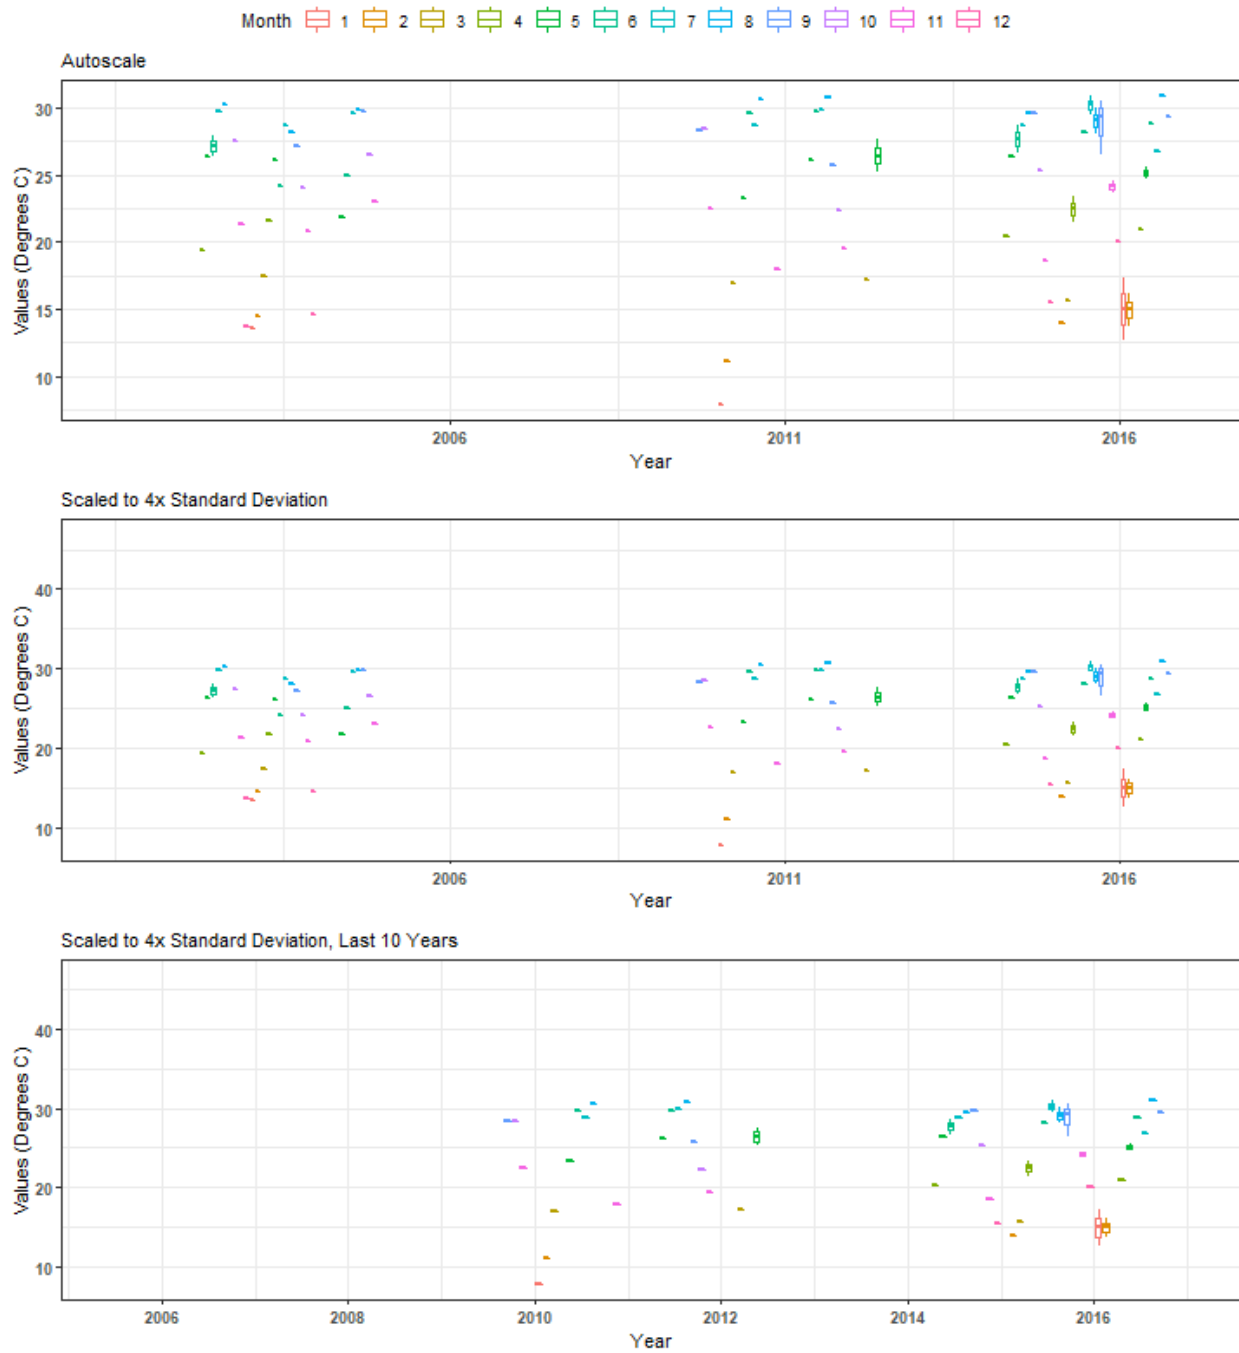 Month 1 2 3 4 5 6 7 8 9 10 11 12
Autoscale
30
25
20
15
10
Values (Degrees C)
2006 2011 2016
Year
Scaled to 4x Standard Deviation
40
30
20
10
Values (Degrees C)
2006 2011 2016
Year
Scaled to 4x Standard Deviation, Last 10 Years
40
30
20
10
Values (Degrees C)
2006 2008 2010 2012 2014 2016
Year